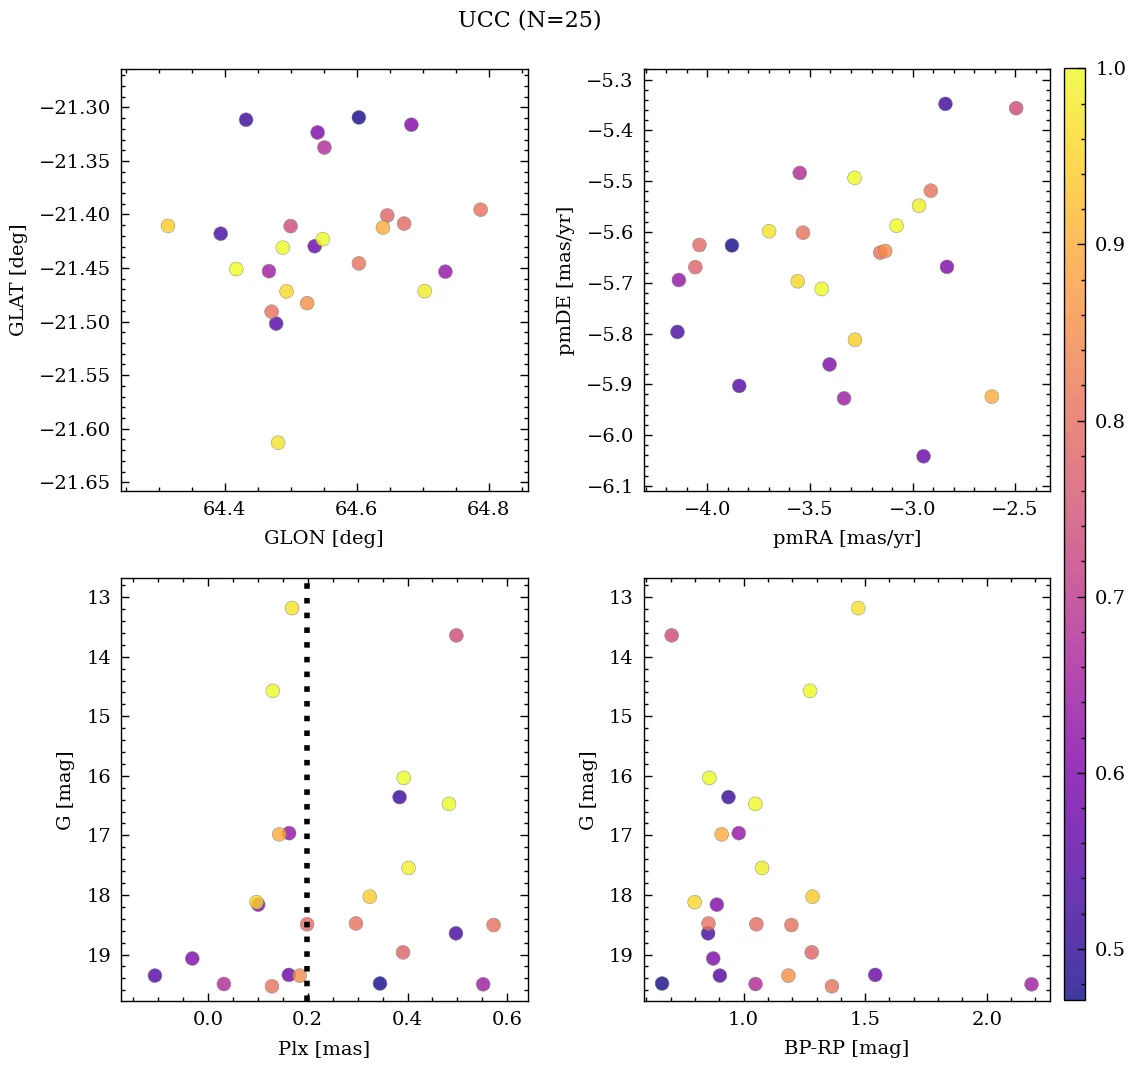 UCC (N=25)
−21.30
−21.35
−21.40
−21.45
−21.50
−21.55
−21.60
−21.65
GLAT [deg]
64.4 64.6 64.8
GLON [deg]
−5.3
−5.4
−5.5
−5.6
−5.7
−5.8
−5.9
−6.0
−6.1
pmDE [mas/yr]
−4.0 −3.5 −3.0 −2.5
pmRA [mas/yr]
13
14
15
16
17
18
19
G [mag]
0.0 0.2 0.4 0.6
Plx [mas]
13
14
15
16
17
18
19
G [mag]
1.0 1.5 2.0
BP-RP [mag]
1.0
0.9
0.8
0.7
0.6
0.5